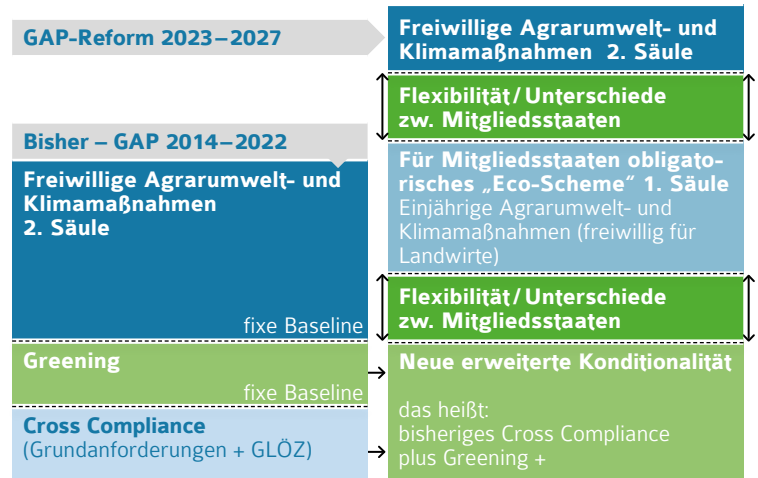 GAP-Reform 2023–2027
Freiwillige Agrarumwelt- und
Klimamaßnahmen 2. Säule
Flexibilität/Unterschiede
zw. Mitgliedsstaaten
Für Mitgliedsstaaten obligato-
risches „Eco-Scheme“ 1. Säule
Einjährige Agrarumwelt- und
Klimamaßnahmen (freiwillig für
Landwirte)
Flexibilität/Unterschiede
zw. Mitgliedsstaaten
Neue erweiterte Konditionalität
das heißt:
bisheriges Cross Compliance
plus Greening +
Bisher – GAP 2014–2022
Freiwillige Agrarumwelt- und
Klimamaßnahmen
2. Säule
fixe Baseline
Greening
fixe Baseline
Cross Compliance
(Grundanforderungen + GLÖZ)